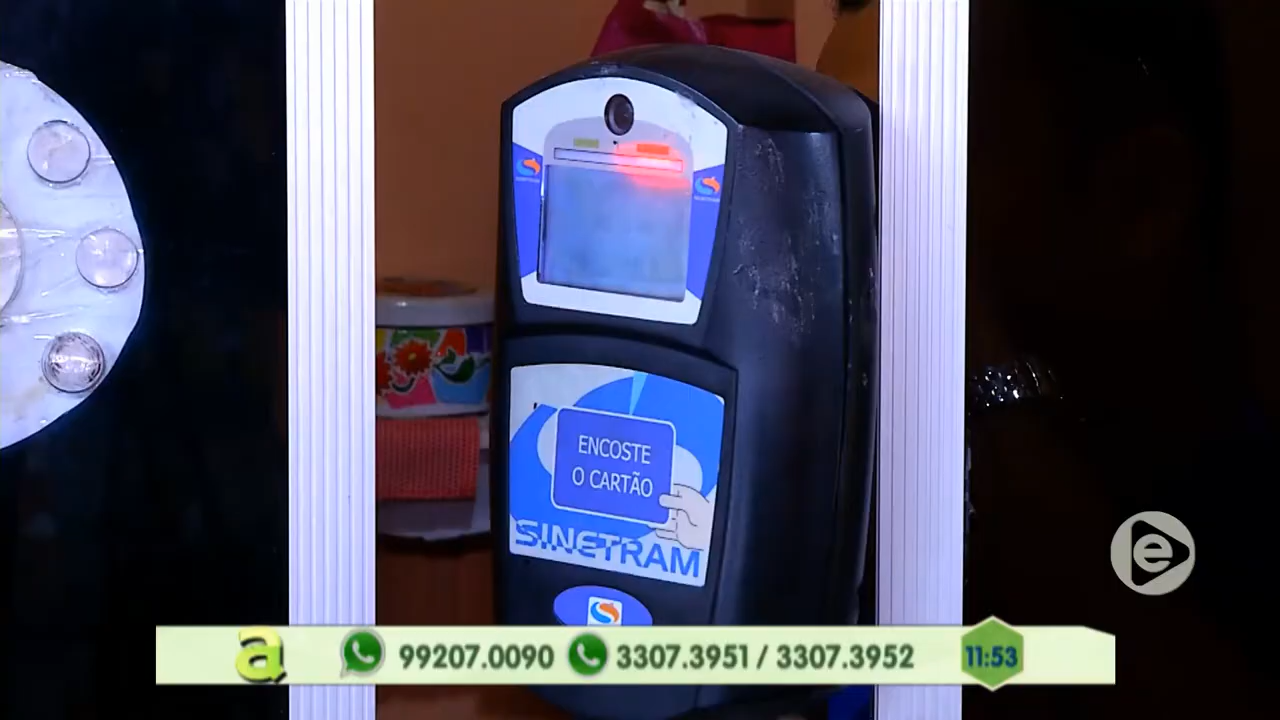 ENCOSTE
O CARTÃO
SINETRAM
a 99207.0090 3307.3951 / 3307.3952 11:53
e